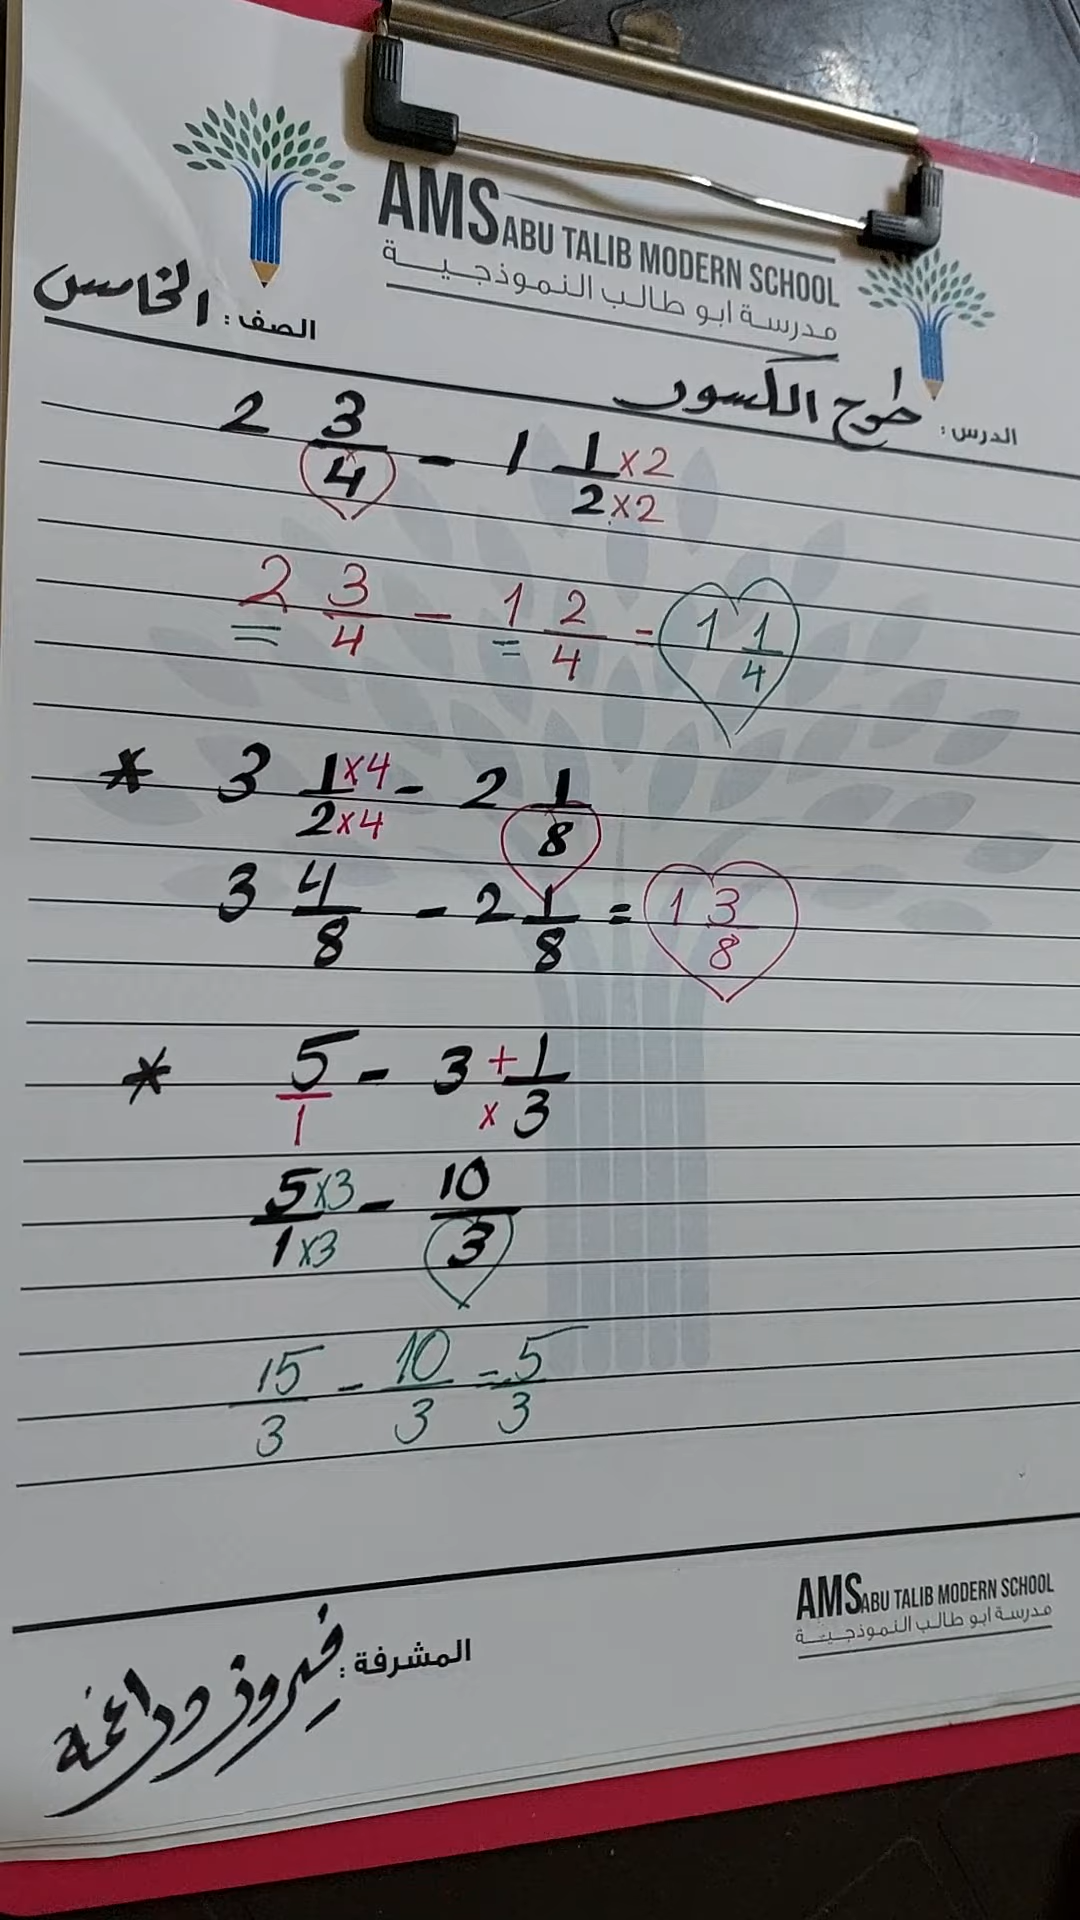 AMS ABU TALIB MODERN SCHOOL
مدرسة ابو طالب النموذجية
الصف: الخامس
الدرس: طرح الكسور
2 3/4 - 1 1×2/2×2
2 3/4 - 1 2/4 = 1 1/4
* 3 1×4/2×4 - 2 1/8
3 4/8 - 2 1/8 = 1 3/8
* 5/1 - 3 + 1/× 3
5×3/1×3 - 10/3
15/3 - 10/3 = 5/3
AMS ABU TALIB MODERN SCHOOL
مدرسة ابو طالب النموذجية
المشرفة: فيروز